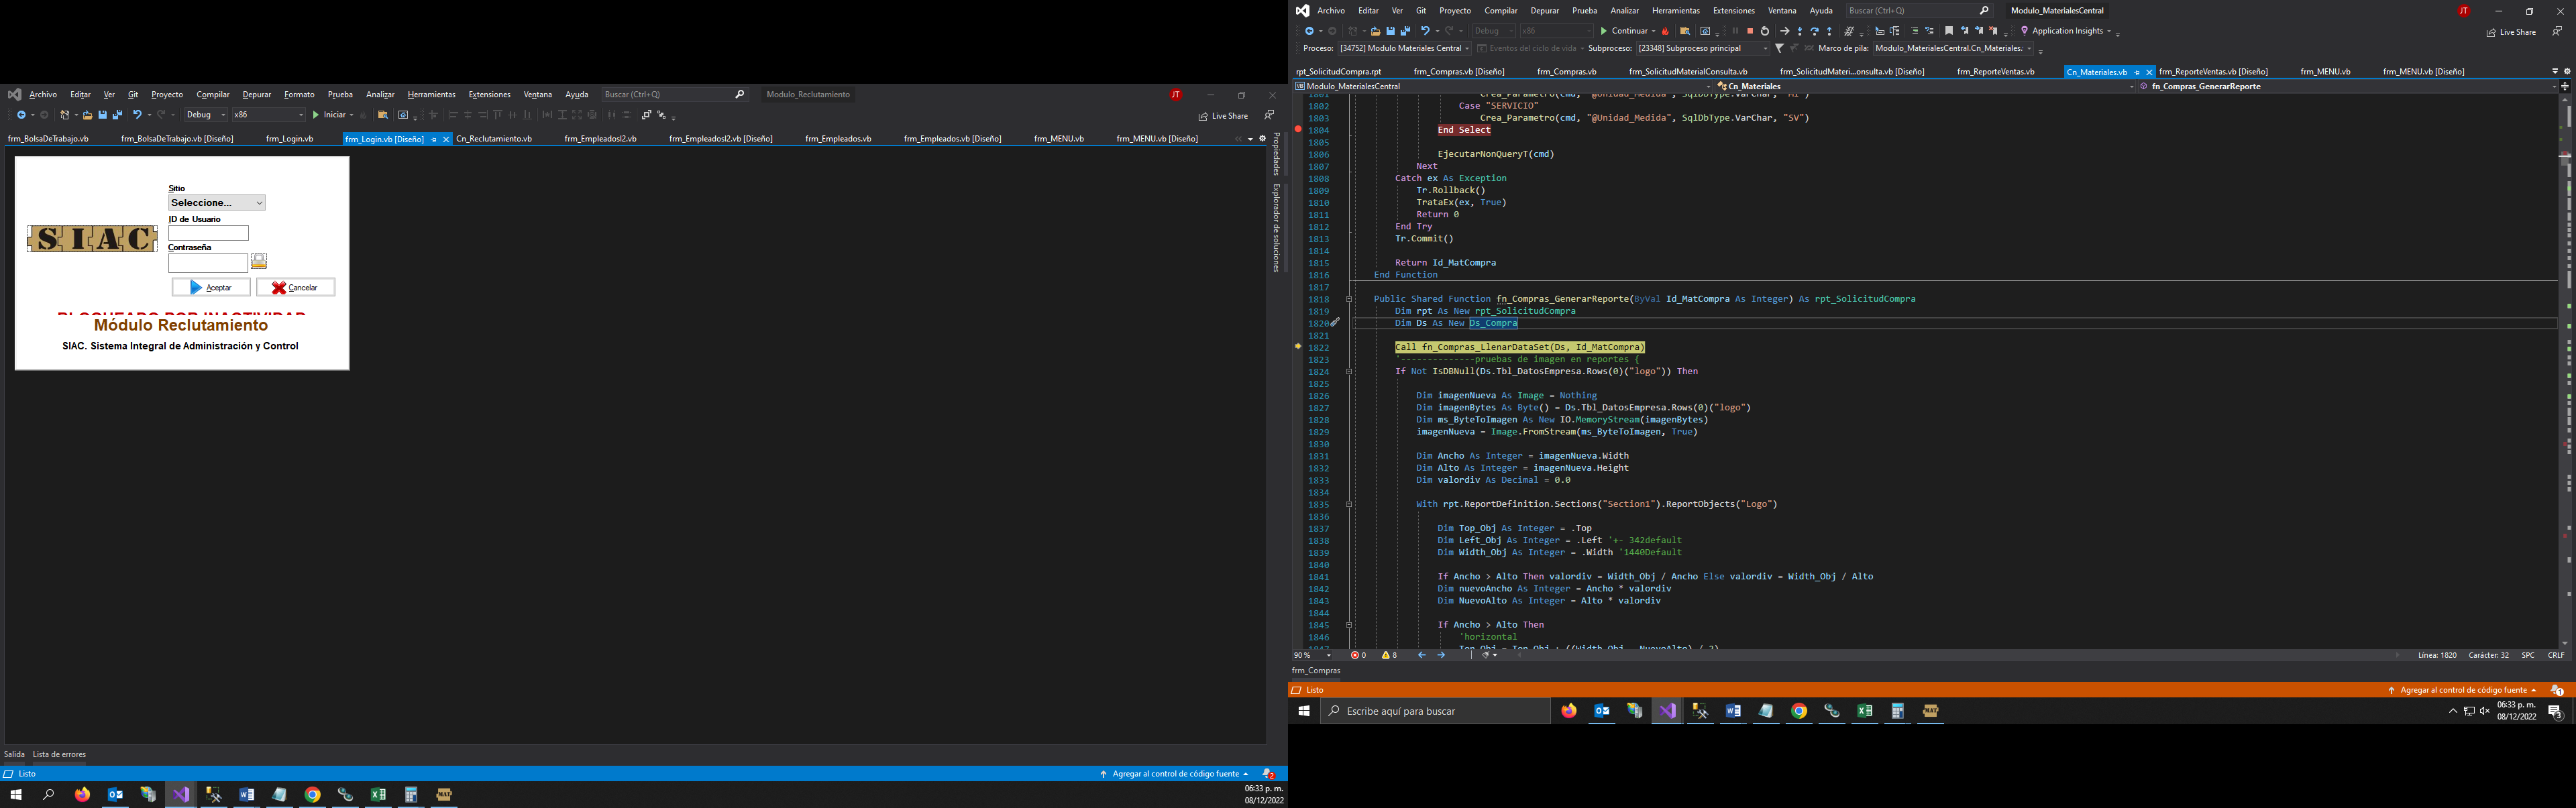 Archivo Editar Ver Git Proyecto Compilar Depurar Formato Prueba Analizar Herramientas Extensiones Ventana Ayuda Buscar (Ctrl+Q) Modulo_Reclutamiento JT
Debug x86 Iniciar Live Share
frm_BolsaDeTrabajo.vb frm_BolsaDeTrabajo.vb [Diseño] frm_Login.vb frm_Login.vb [Diseño] Cn_Reclutamiento.vb frm_Empleadosl2.vb frm_Empleadosl2.vb [Diseño] frm_Empleados.vb frm_Empleados.vb [Diseño] frm_MENU.vb frm_MENU.vb [Diseño]
Propiedades
Explorador de soluciones
Sitio
Seleccione...
ID de Usuario
SIAC
Contraseña
Aceptar Cancelar
BLOQUEADO POR INACTIVIDAD
Módulo Reclutamiento
SIAC. Sistema Integral de Administración y Control
Salida Lista de errores
Listo Agregar al control de código fuente 2
06:33 p. m.
08/12/2022
Archivo Editar Ver Git Proyecto Compilar Depurar Prueba Analizar Herramientas Extensiones Ventana Ayuda Buscar (Ctrl+Q) Modulo_MaterialesCentral JT
Debug x86 Continuar Application Insights Live Share
Proceso: [34752] Modulo Materiales Central Eventos del ciclo de vida Subproceso: [23348] Subproceso principal Marco de pila: Modulo_MaterialesCentral.Cn_Materiales.
rpt_SolicitudCompra.rpt frm_Compras.vb [Diseño] frm_Compras.vb frm_SolicitudMaterialConsulta.vb frm_SolicitudMateri...onsulta.vb [Diseño] frm_ReporteVentas.vb Cn_Materiales.vb frm_ReporteVentas.vb [Diseño] frm_MENU.vb frm_MENU.vb [Diseño]
Modulo_MaterialesCentral Cn_Materiales fn_Compras_GenerarReporte
1801 Crea_Parametro(cmd, "@Unidad_Medida", SqlDbType.VarChar, "MT")
1802 Case "SERVICIO"
1803 Crea_Parametro(cmd, "@Unidad_Medida", SqlDbType.VarChar, "SV")
1804 End Select
1805
1806 EjecutarNonQueryT(cmd)
1807 Next
1808 Catch ex As Exception
1809 Tr.Rollback()
1810 TrataEx(ex, True)
1811 Return 0
1812 End Try
1813 Tr.Commit()
1814
1815 Return Id_MatCompra
1816 End Function
1817
1818 Public Shared Function fn_Compras_GenerarReporte(ByVal Id_MatCompra As Integer) As rpt_SolicitudCompra
1819 Dim rpt As New rpt_SolicitudCompra
1820 Dim Ds As New Ds_Compra
1821
1822 Call fn_Compras_LlenarDataSet(Ds, Id_MatCompra)
1823 '--------------pruebas de imagen en reportes {
1824 If Not IsDBNull(Ds.Tbl_DatosEmpresa.Rows(0)("logo")) Then
1825
1826 Dim imagenNueva As Image = Nothing
1827 Dim imagenBytes As Byte() = Ds.Tbl_DatosEmpresa.Rows(0)("logo")
1828 Dim ms_ByteToImagen As New IO.MemoryStream(imagenBytes)
1829 imagenNueva = Image.FromStream(ms_ByteToImagen, True)
1830
1831 Dim Ancho As Integer = imagenNueva.Width
1832 Dim Alto As Integer = imagenNueva.Height
1833 Dim valordiv As Decimal = 0.0
1834
1835 With rpt.ReportDefinition.Sections("Section1").ReportObjects("Logo")
1836
1837 Dim Top_Obj As Integer = .Top
1838 Dim Left_Obj As Integer = .Left '+- 342default
1839 Dim Width_Obj As Integer = .Width '1440Default
1840
1841 If Ancho > Alto Then valordiv = Width_Obj / Ancho Else valordiv = Width_Obj / Alto
1842 Dim nuevoAncho As Integer = Ancho * valordiv
1843 Dim NuevoAlto As Integer = Alto * valordiv
1844
1845 If Ancho > Alto Then
1846 'horizontal
1847 Top_Obj = Top_Obj + ((Width_Obj - NuevoAlto) / 2)
90 % 0 8 Línea: 1820 Carácter: 32 SPC CRLF
frm_Compras
Listo Agregar al control de código fuente 1
Escribe aquí para buscar 06:33 p. m.
08/12/2022 3